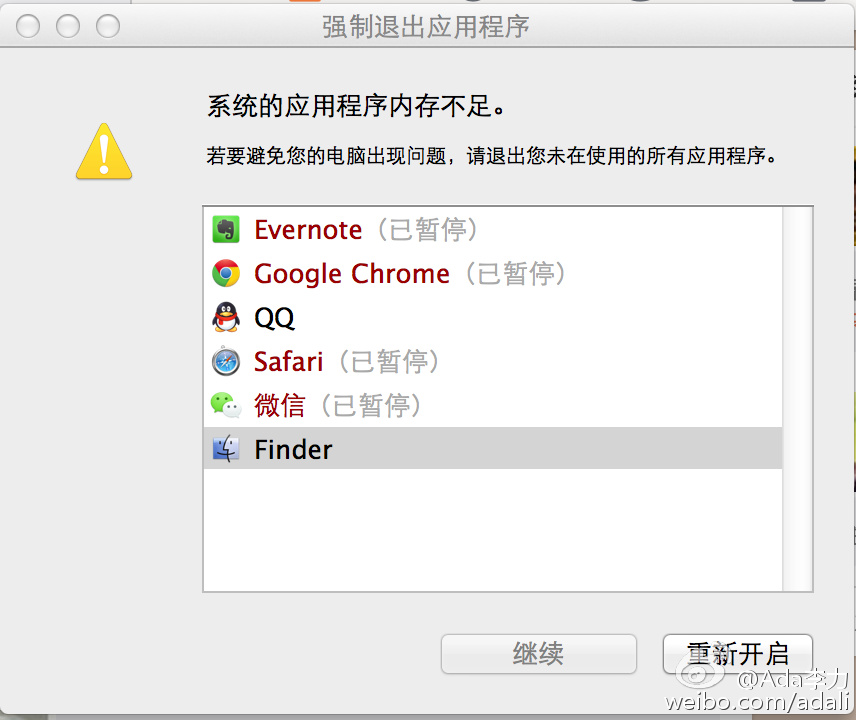 强制退出应用程序
系统的应用程序内存不足。
若要避免您的电脑出现问题，请退出您未在使用的所有应用程序。
Evernote（已暂停）
Google Chrome（已暂停）
QQ
Safari（已暂停）
微信（已暂停）
Finder
继续
重新开启
@Ada李力
weibo.com/adali